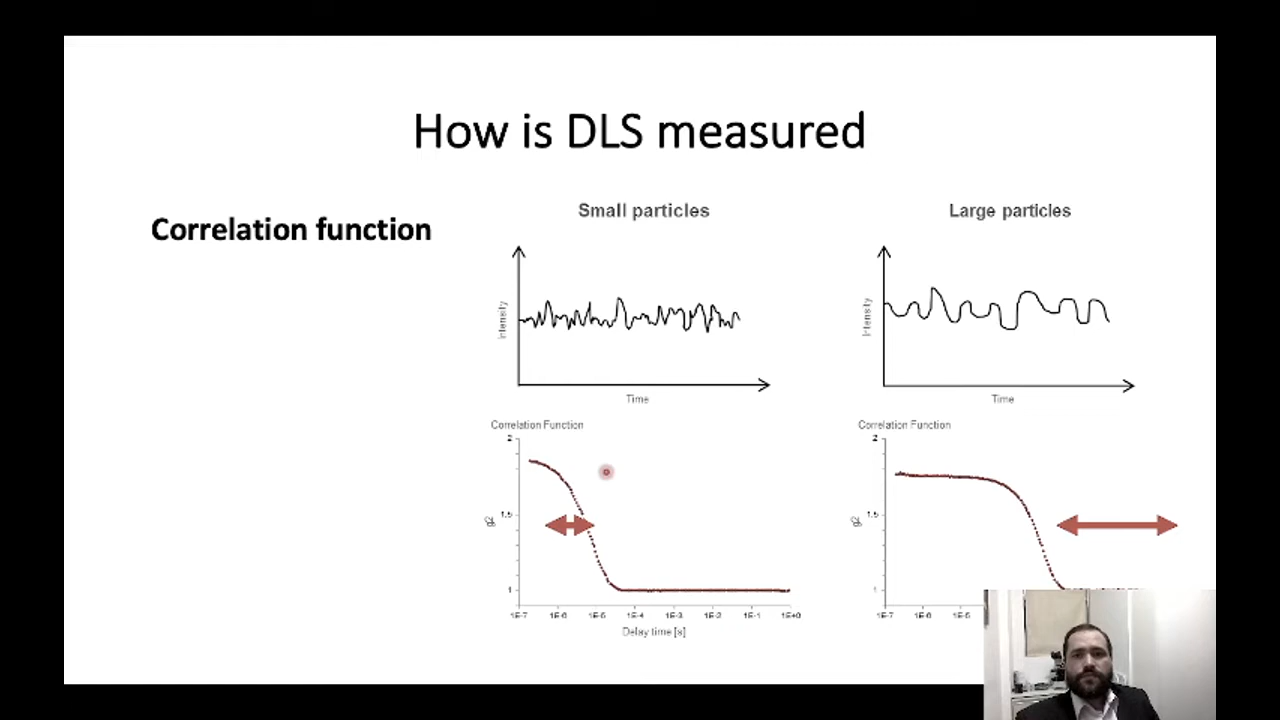 How is DLS measured
Correlation function
Small particles
Large particles
Intensity
Time
Intensity
Time
Correlation Function
2
1.5
1
g2
1E-7 1E-6 1E-5 1E-4 1E-3 1E-2 1E-1 1E+0
Delay time [s]
Correlation Function
2
1.5
1
g2
1E-7 1E-6 1E-5